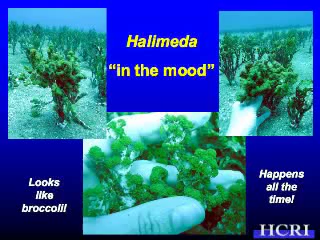 Halimeda
“in the mood”
Looks
like
broccoli!
Happens
all the
time!
HCRI